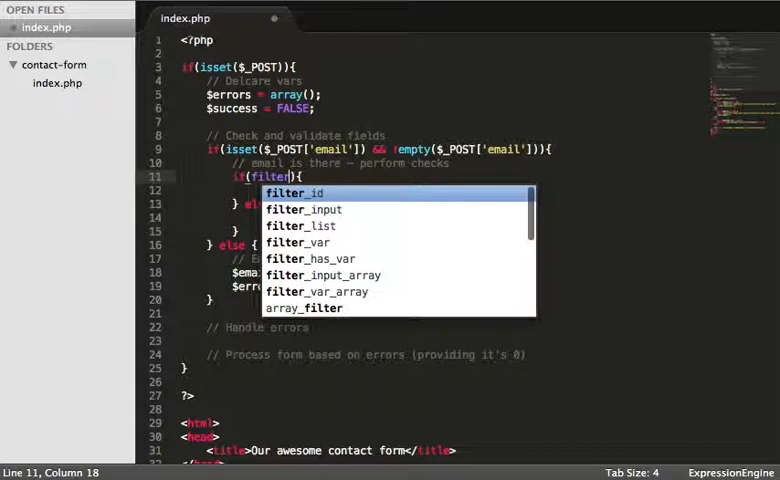 OPEN FILES
index.php
FOLDERS
contact-form
index.php
index.php
1 <?php
2
3 if(isset($_POST)){
4 // Delcare vars
5 $errors = array();
6 $success = FALSE;
7
8 // Check and validate fields
9 if(isset($_POST['email']) && !empty($_POST['email'])){
10 // email is there – perform checks
11 if(filter){
12
13 } els
14
15 }
16 } else {
17 // E
18 $emai
19 $erro
20 }
21
22 // Handle errors
23
24 // Process form based on errors (providing it's 0)
25 }
26
27 ?>
28
29 <html>
30 <head>
31 <title>Our awesome contact form</title>
32 </head>
filter_id
filter_input
filter_list
filter_var
filter_has_var
filter_input_array
filter_var_array
array_filter
Line 11, Column 18
Tab Size: 4
ExpressionEngine